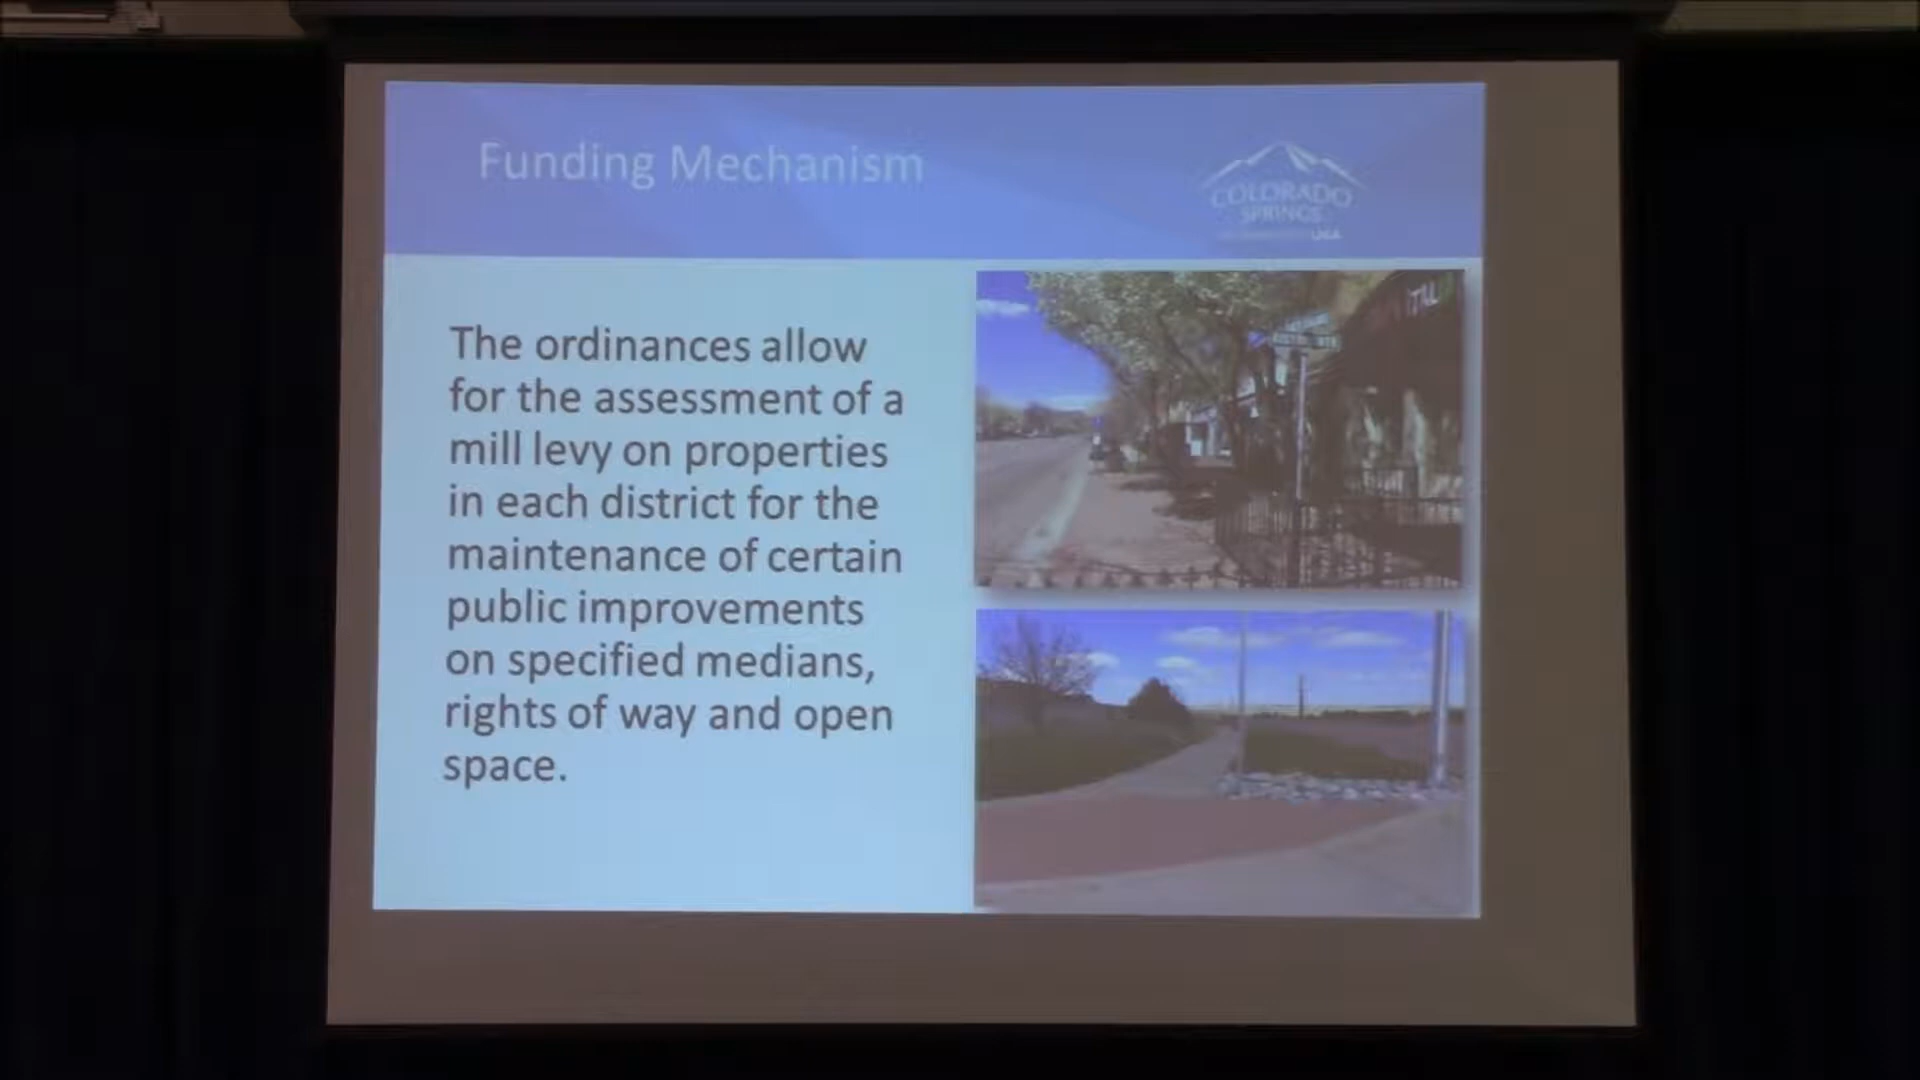 Funding Mechanism
COLORADO
SPRINGS
USA
The ordinances allow
for the assessment of a
mill levy on properties
in each district for the
maintenance of certain
public improvements
on specified medians,
rights of way and open
space.